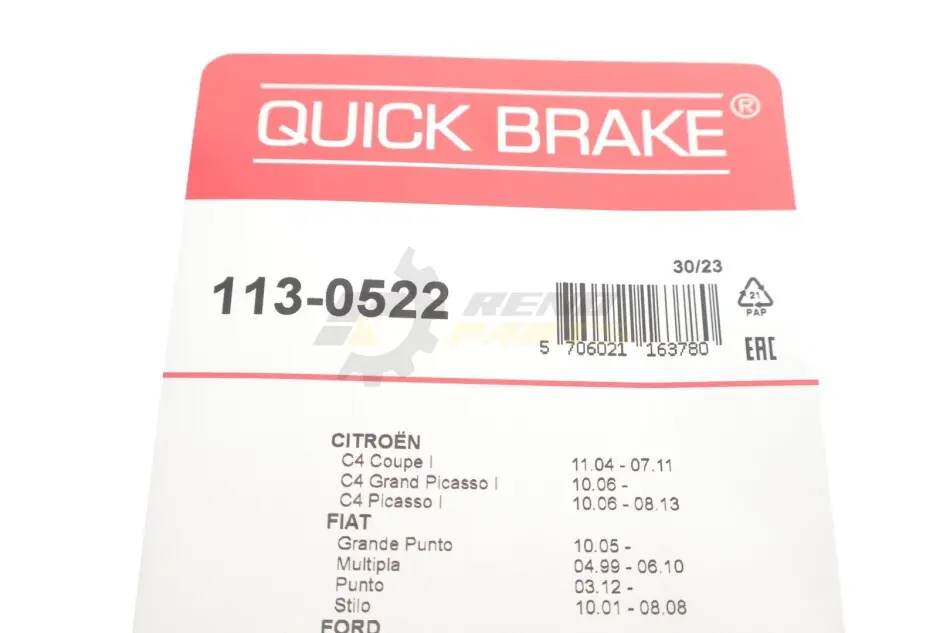 QUICK BRAKE®
30/23
113-0522
RENO
PARTS
21
PAP
5 706021 163780
EAC
CITROËN
C4 Coupe I 11.04 - 07.11
C4 Grand Picasso I 10.06 -
C4 Picasso I 10.06 - 08.13
FIAT
Grande Punto 10.05 -
Multipla 04.99 - 06.10
Punto 03.12 -
Stilo 10.01 - 08.08
FORD